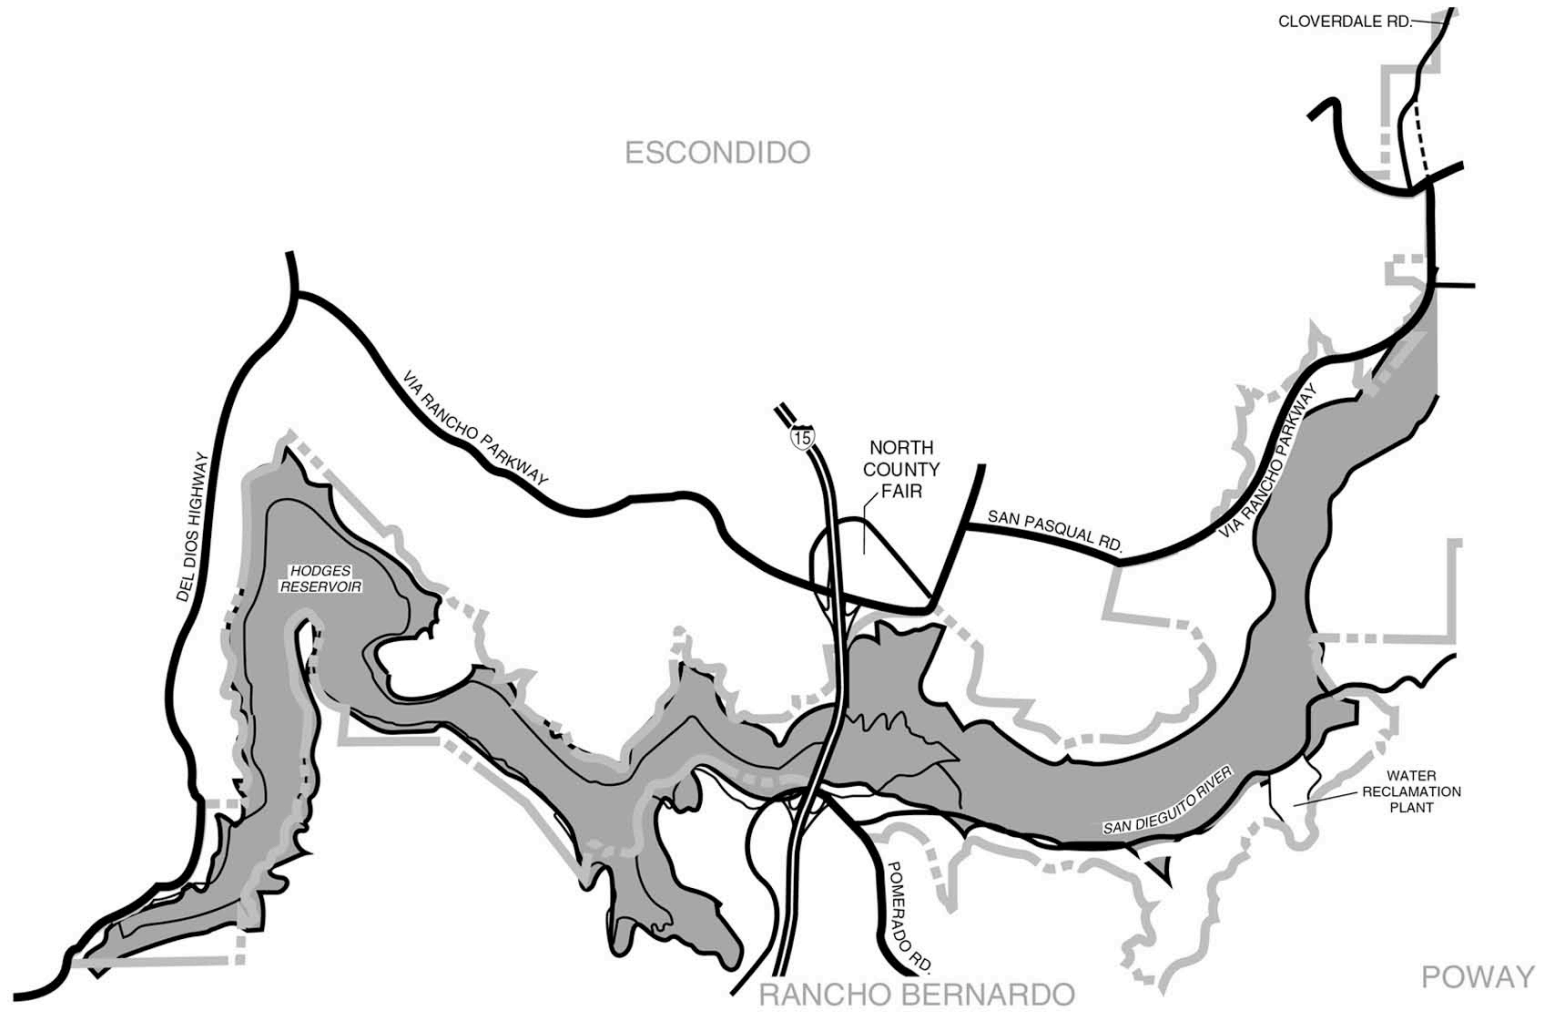 CLOVERDALE RD.
ESCONDIDO
VIA RANCHO PARKWAY
15
NORTH
COUNTY
FAIR
DEL DIOS HIGHWAY
SAN PASQUAL RD.
VIA RANCHO PARKWAY
HODGES
RESERVOIR
SAN DIEGUITO RIVER
WATER
RECLAMATION
PLANT
POMERADO RD.
RANCHO BERNARDO
POWAY